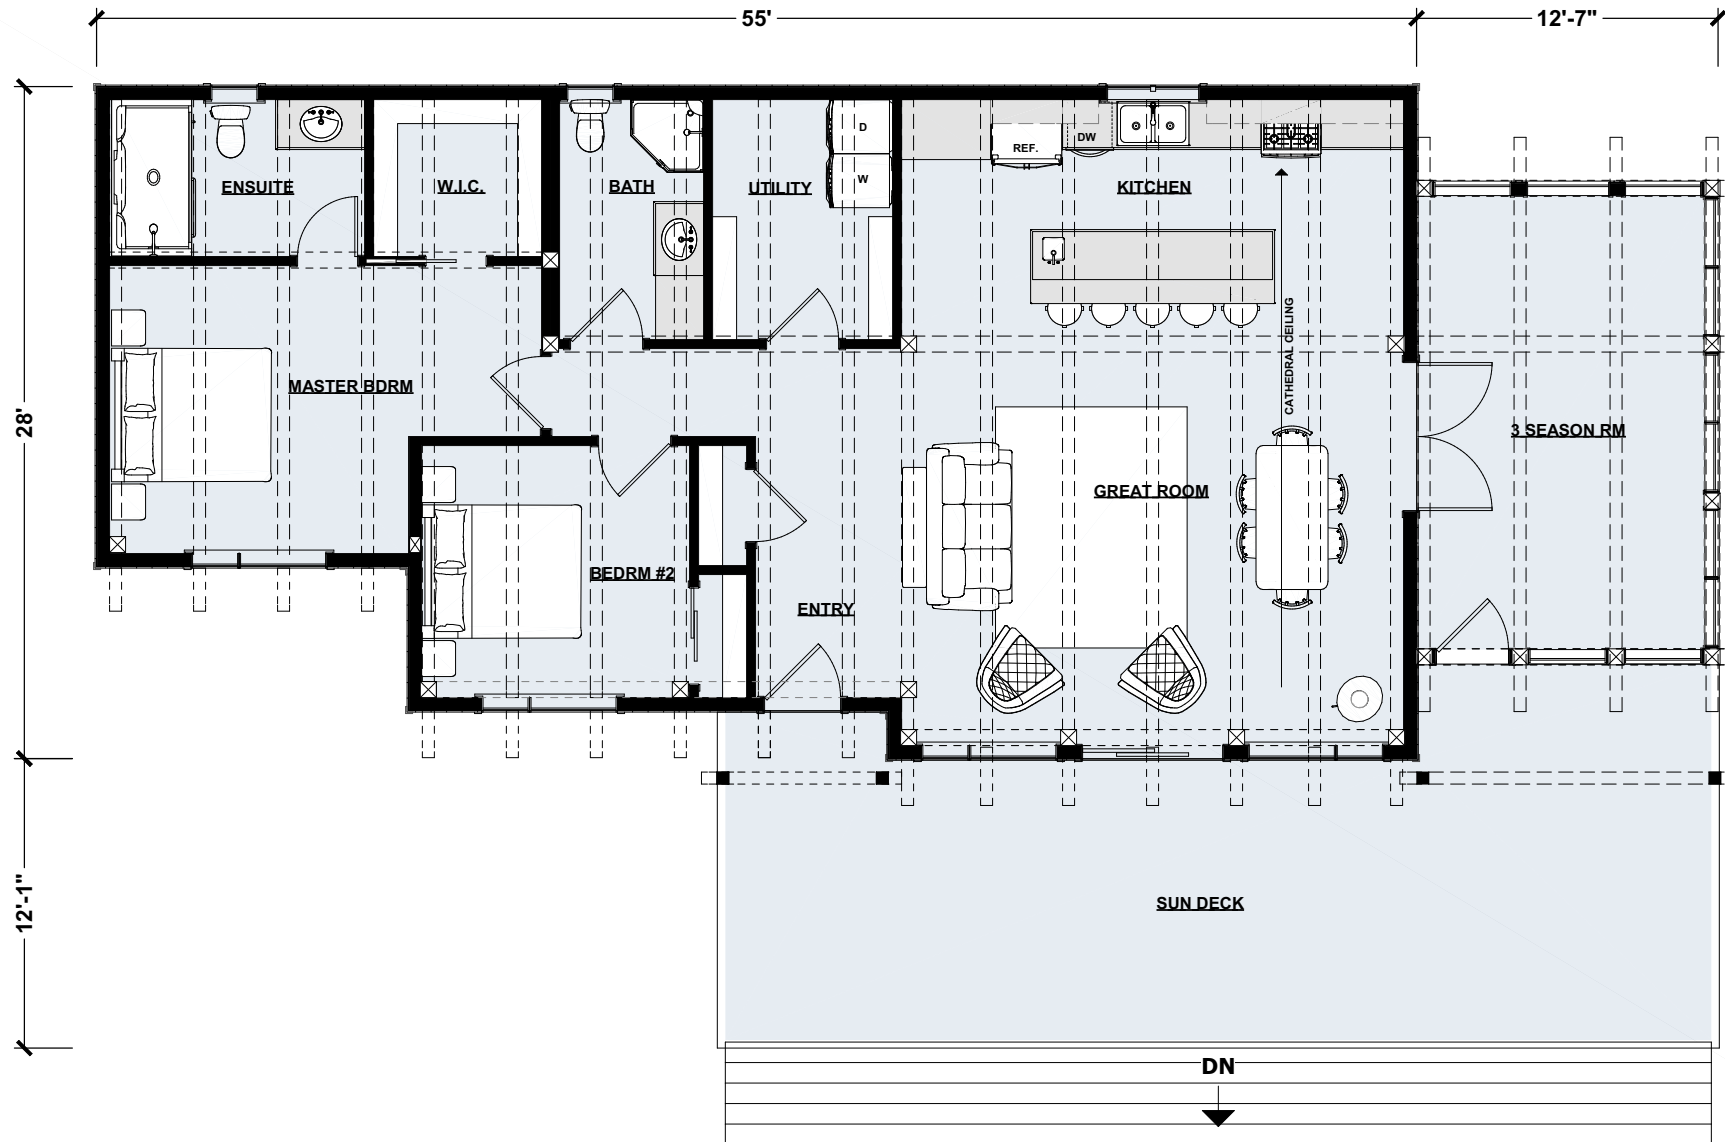 55'
12'-7"
D
DW
REF.
W
ENSUITE
W.I.C.
BATH
UTILITY
KITCHEN
CATHEDRAL CEILING
MASTER BDRM
28'
3 SEASON RM
GREAT ROOM
BEDRM #2
ENTRY
12'-1"
SUN DECK
DN